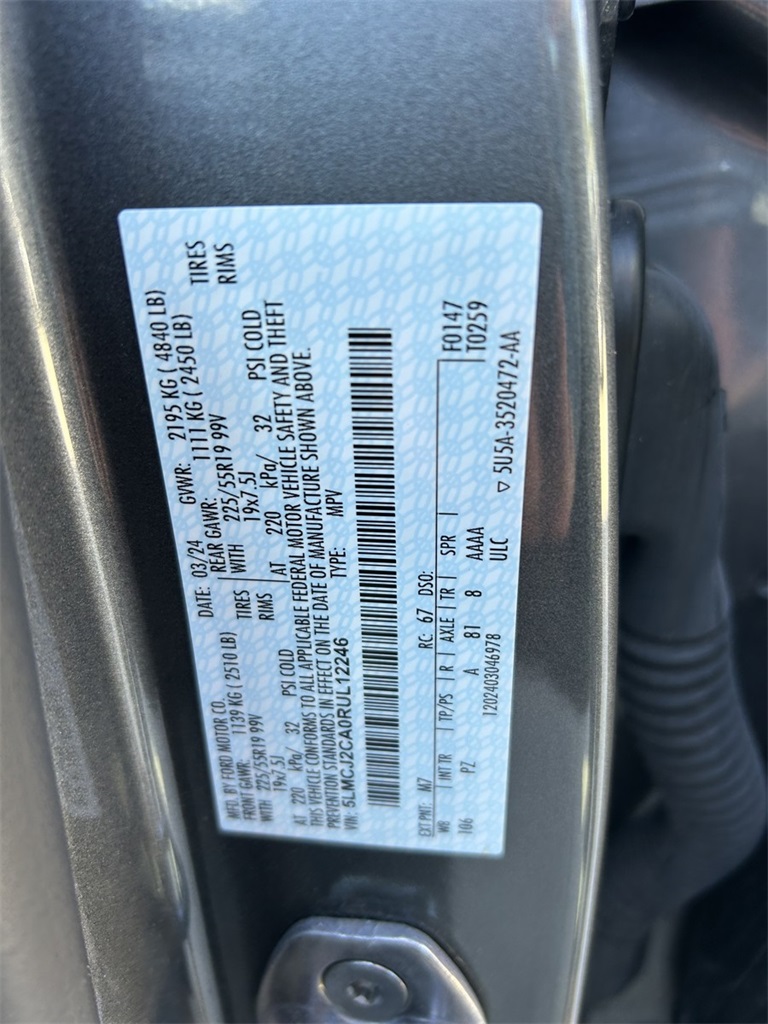 MFD. BY FORD MOTOR CO. DATE: 03/24 GVWR: 2195 KG ( 4840 LB)
FRONT GAWR: 1139 KG ( 2510 LB) REAR GAWR: 1111 KG ( 2450 LB)
WITH 225/55R19 99V TIRES WITH 225/55R19 99V TIRES
19x7.5J RIMS 19x7.5J RIMS
AT 220 kPa/ 32 PSI COLD AT 220 kPa/ 32 PSI COLD
THIS VEHICLE CONFORMS TO ALL APPLICABLE FEDERAL MOTOR VEHICLE SAFETY AND THEFT
PREVENTION STANDARDS IN EFFECT ON THE DATE OF MANUFACTURE SHOWN ABOVE.
VIN: 5LMCJ2CA0RUL12246 TYPE: MPV
EXT PNT: M7 RC: 67 DSO: F0147
WB INT TR TP/PS R AXLE TR SPR T0259
106 PZ A 81 8 AAAA
1202403046978 ULC ▽ 5U5A-3520472-AA